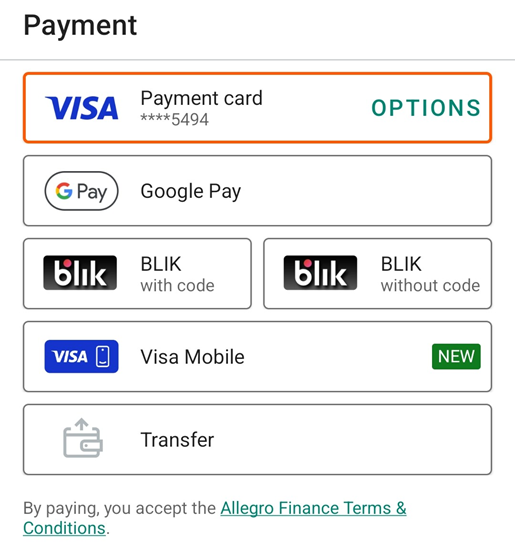 Payment
VISA Payment card OPTIONS
****5494
G Pay Google Pay
blik BLIK
with code
blik BLIK
without code
VISA Visa Mobile NEW
Transfer
By paying, you accept the Allegro Finance Terms &
Conditions.